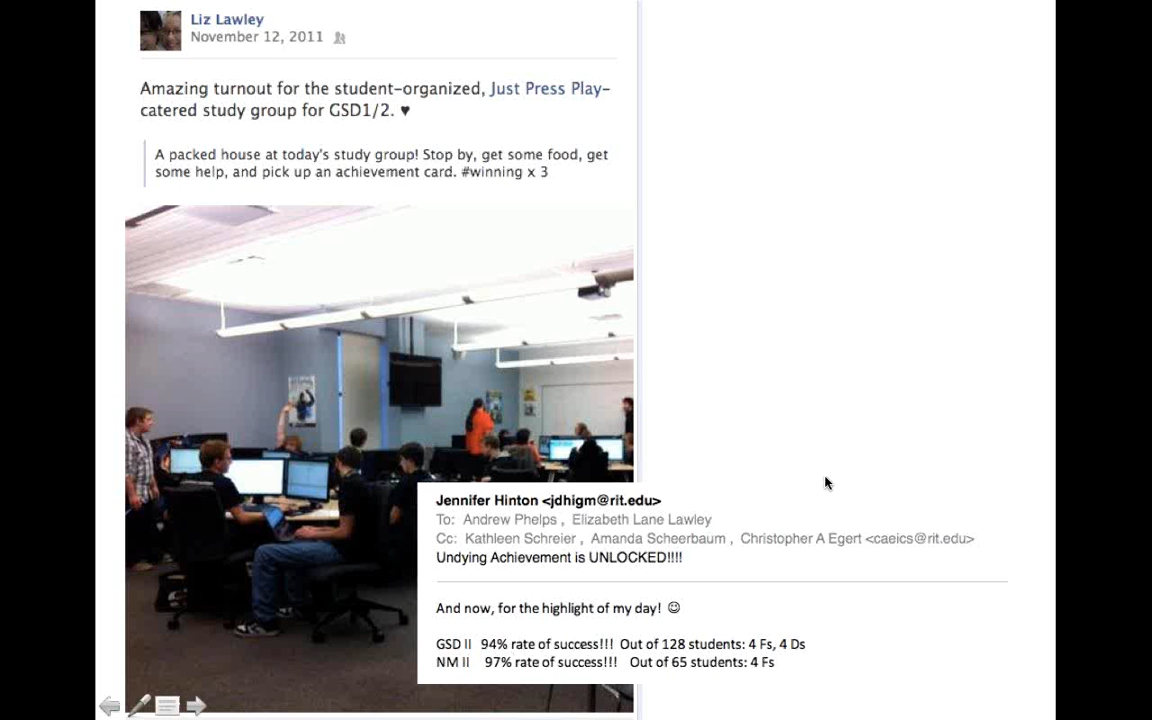 Liz Lawley
November 12, 2011
Amazing turnout for the student-organized, Just Press Play-
catered study group for GSD1/2. ♥
A packed house at today's study group! Stop by, get some food, get
some help, and pick up an achievement card. #winning x 3
Jennifer Hinton <jdhigm@rit.edu>
To: Andrew Phelps , Elizabeth Lane Lawley
Cc: Kathleen Schreier , Amanda Scheerbaum , Christopher A Egert <caeics@rit.edu>
Undying Achievement is UNLOCKED!!!!
And now, for the highlight of my day! ☺
GSD II 94% rate of success!!! Out of 128 students: 4 Fs, 4 Ds
NM II 97% rate of success!!! Out of 65 students: 4 Fs